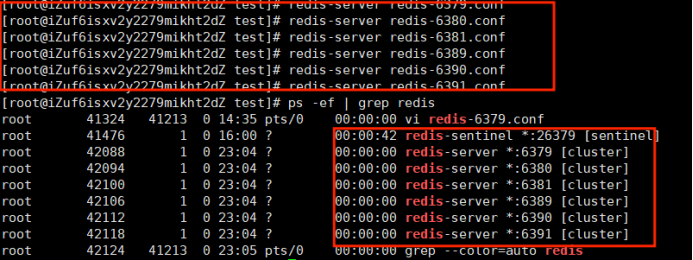 [root@iZuf6isxv2y2279mikht2dZ test]# redis-server redis-6379.conf
[root@iZuf6isxv2y2279mikht2dZ test]# redis-server redis-6380.conf
[root@iZuf6isxv2y2279mikht2dZ test]# redis-server redis-6381.conf
[root@iZuf6isxv2y2279mikht2dZ test]# redis-server redis-6389.conf
[root@iZuf6isxv2y2279mikht2dZ test]# redis-server redis-6390.conf
[root@iZuf6isxv2y2279mikht2dZ test]# redis-server redis-6391.conf
[root@iZuf6isxv2y2279mikht2dZ test]# ps -ef | grep redis
root 41324 41213 0 14:35 pts/0 00:00:00 vi redis-6379.conf
root 41476 1 0 16:00 ? 00:00:42 redis-sentinel *:26379 [sentinel]
root 42088 1 0 23:04 ? 00:00:00 redis-server *:6379 [cluster]
root 42094 1 0 23:04 ? 00:00:00 redis-server *:6380 [cluster]
root 42100 1 0 23:04 ? 00:00:00 redis-server *:6381 [cluster]
root 42106 1 0 23:04 ? 00:00:00 redis-server *:6389 [cluster]
root 42112 1 0 23:04 ? 00:00:00 redis-server *:6390 [cluster]
root 42118 1 0 23:04 ? 00:00:00 redis-server *:6391 [cluster]
root 42124 41213 0 23:05 pts/0 00:00:00 grep --color=auto redis